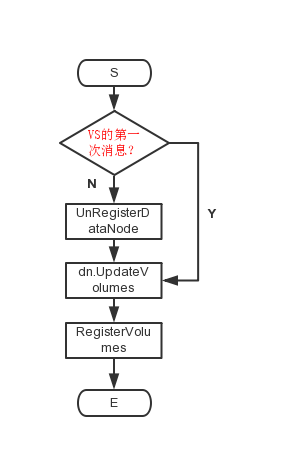 S
VS的第一
次消息？
N
Y
UnRegisterD
ataNode
dn.UpdateV
olumes
RegisterVolu
mes
E